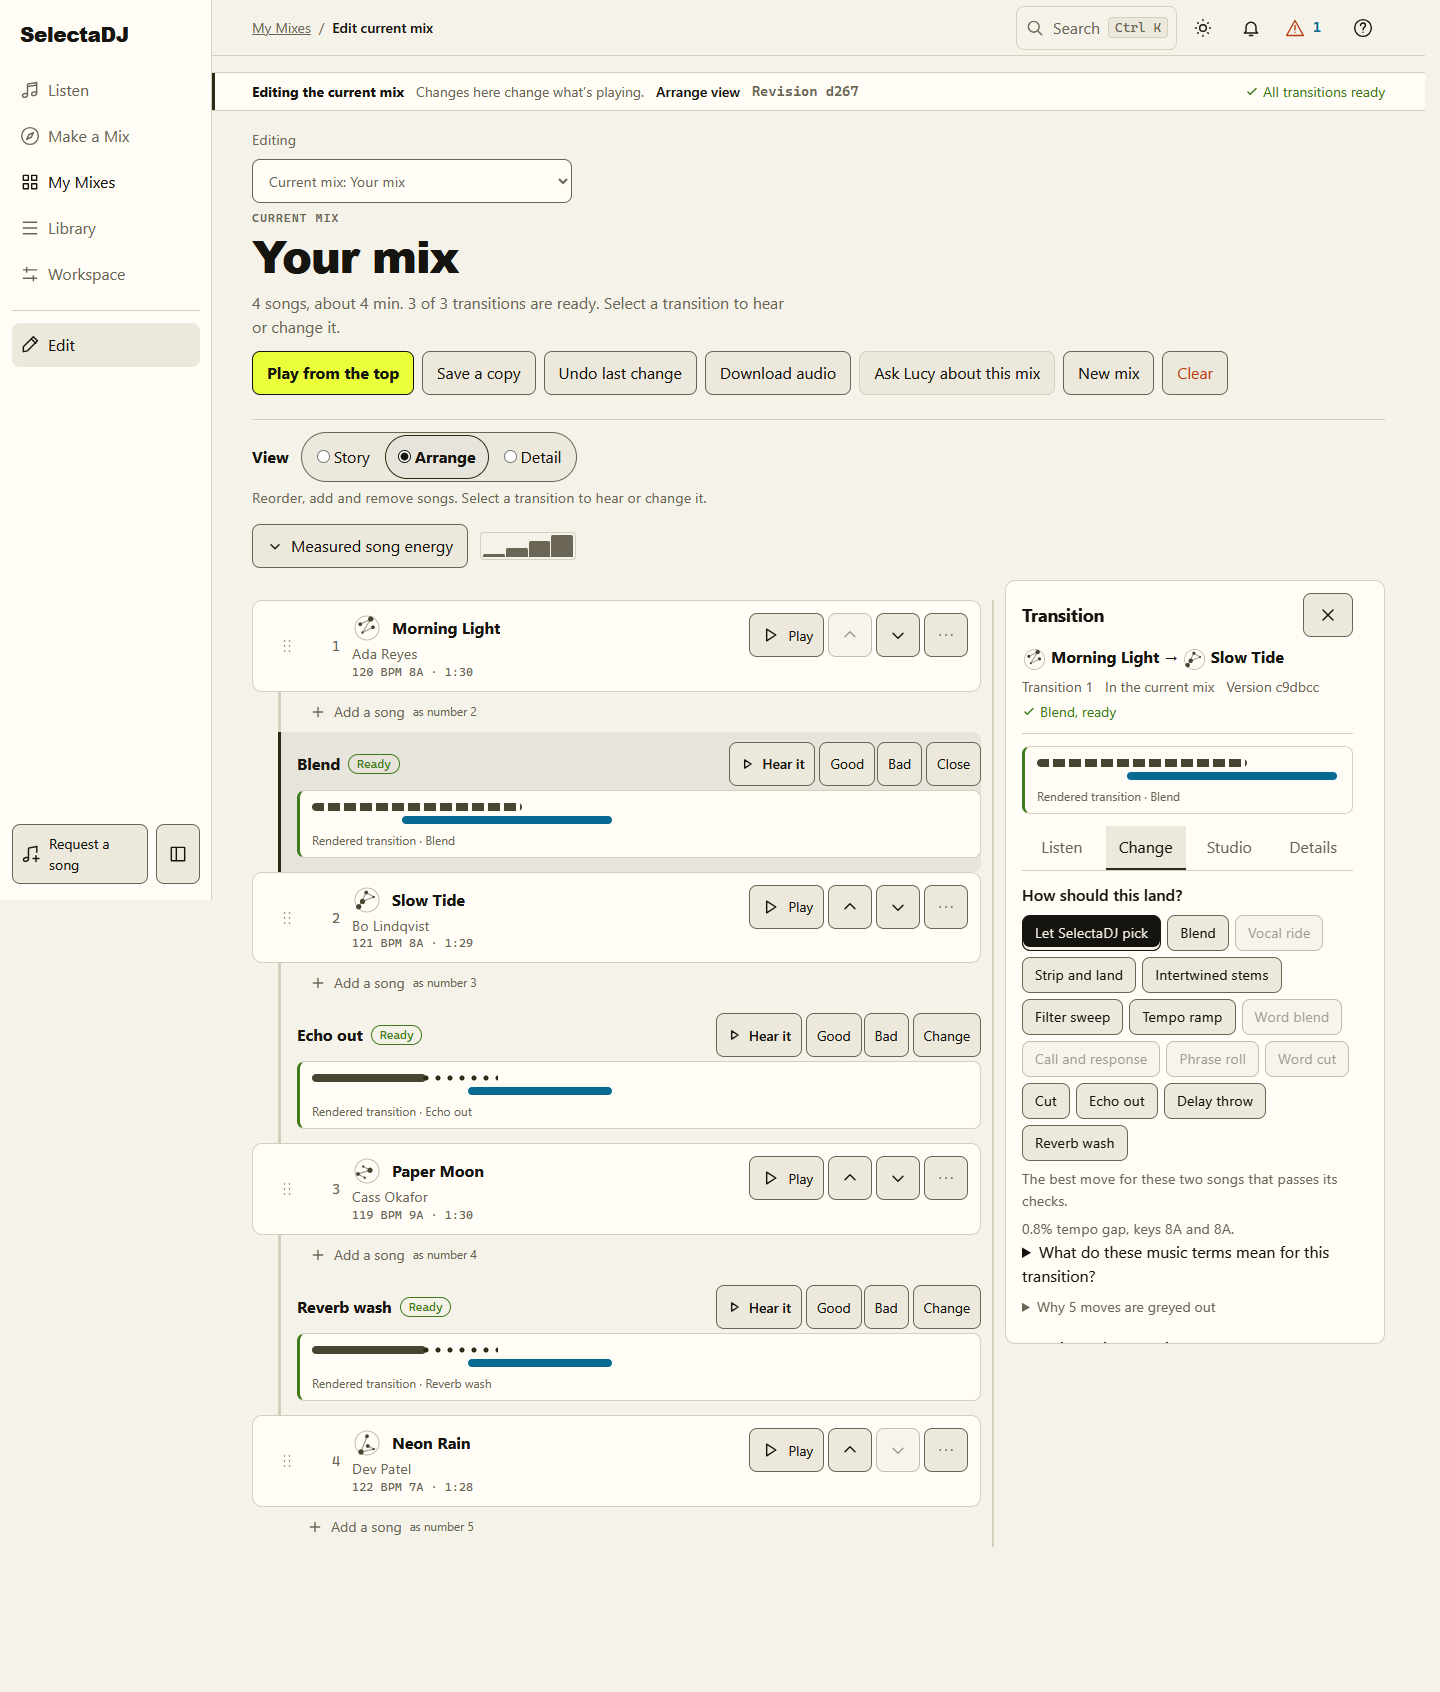 SelectaDJ
Listen
Make a Mix
My Mixes
Library
Workspace
Edit
Request a
song
My Mixes / Edit current mix
Search Ctrl K
1
Editing the current mix Changes here change what's playing. Arrange view Revision d267
All transitions ready
Editing
Current mix: Your mix
CURRENT MIX
Your mix
4 songs, about 4 min. 3 of 3 transitions are ready. Select a transition to hear
or change it.
Play from the top Save a copy Undo last change Download audio Ask Lucy about this mix New mix Clear
View Story Arrange Detail
Reorder, add and remove songs. Select a transition to hear or change it.
Measured song energy
1 Morning Light
Ada Reyes
120 BPM 8A · 1:30
Play
+ Add a song as number 2
Blend Ready Hear it Good Bad Close
Rendered transition · Blend
2 Slow Tide
Bo Lindqvist
121 BPM 8A · 1:29
Play
+ Add a song as number 3
Echo out Ready Hear it Good Bad Change
Rendered transition · Echo out
3 Paper Moon
Cass Okafor
119 BPM 9A · 1:30
Play
+ Add a song as number 4
Reverb wash Ready Hear it Good Bad Change
Rendered transition · Reverb wash
4 Neon Rain
Dev Patel
122 BPM 7A · 1:28
Play
+ Add a song as number 5
Transition
Morning Light → Slow Tide
Transition 1 In the current mix Version c9dbcc
Blend, ready
Rendered transition · Blend
Listen Change Studio Details
How should this land?
Let SelectaDJ pick Blend Vocal ride
Strip and land Intertwined stems
Filter sweep Tempo ramp Word blend
Call and response Phrase roll Word cut
Cut Echo out Delay throw
Reverb wash
The best move for these two songs that passes its
checks.
0.8% tempo gap, keys 8A and 8A.
What do these music terms mean for this
transition?
Why 5 moves are greyed out